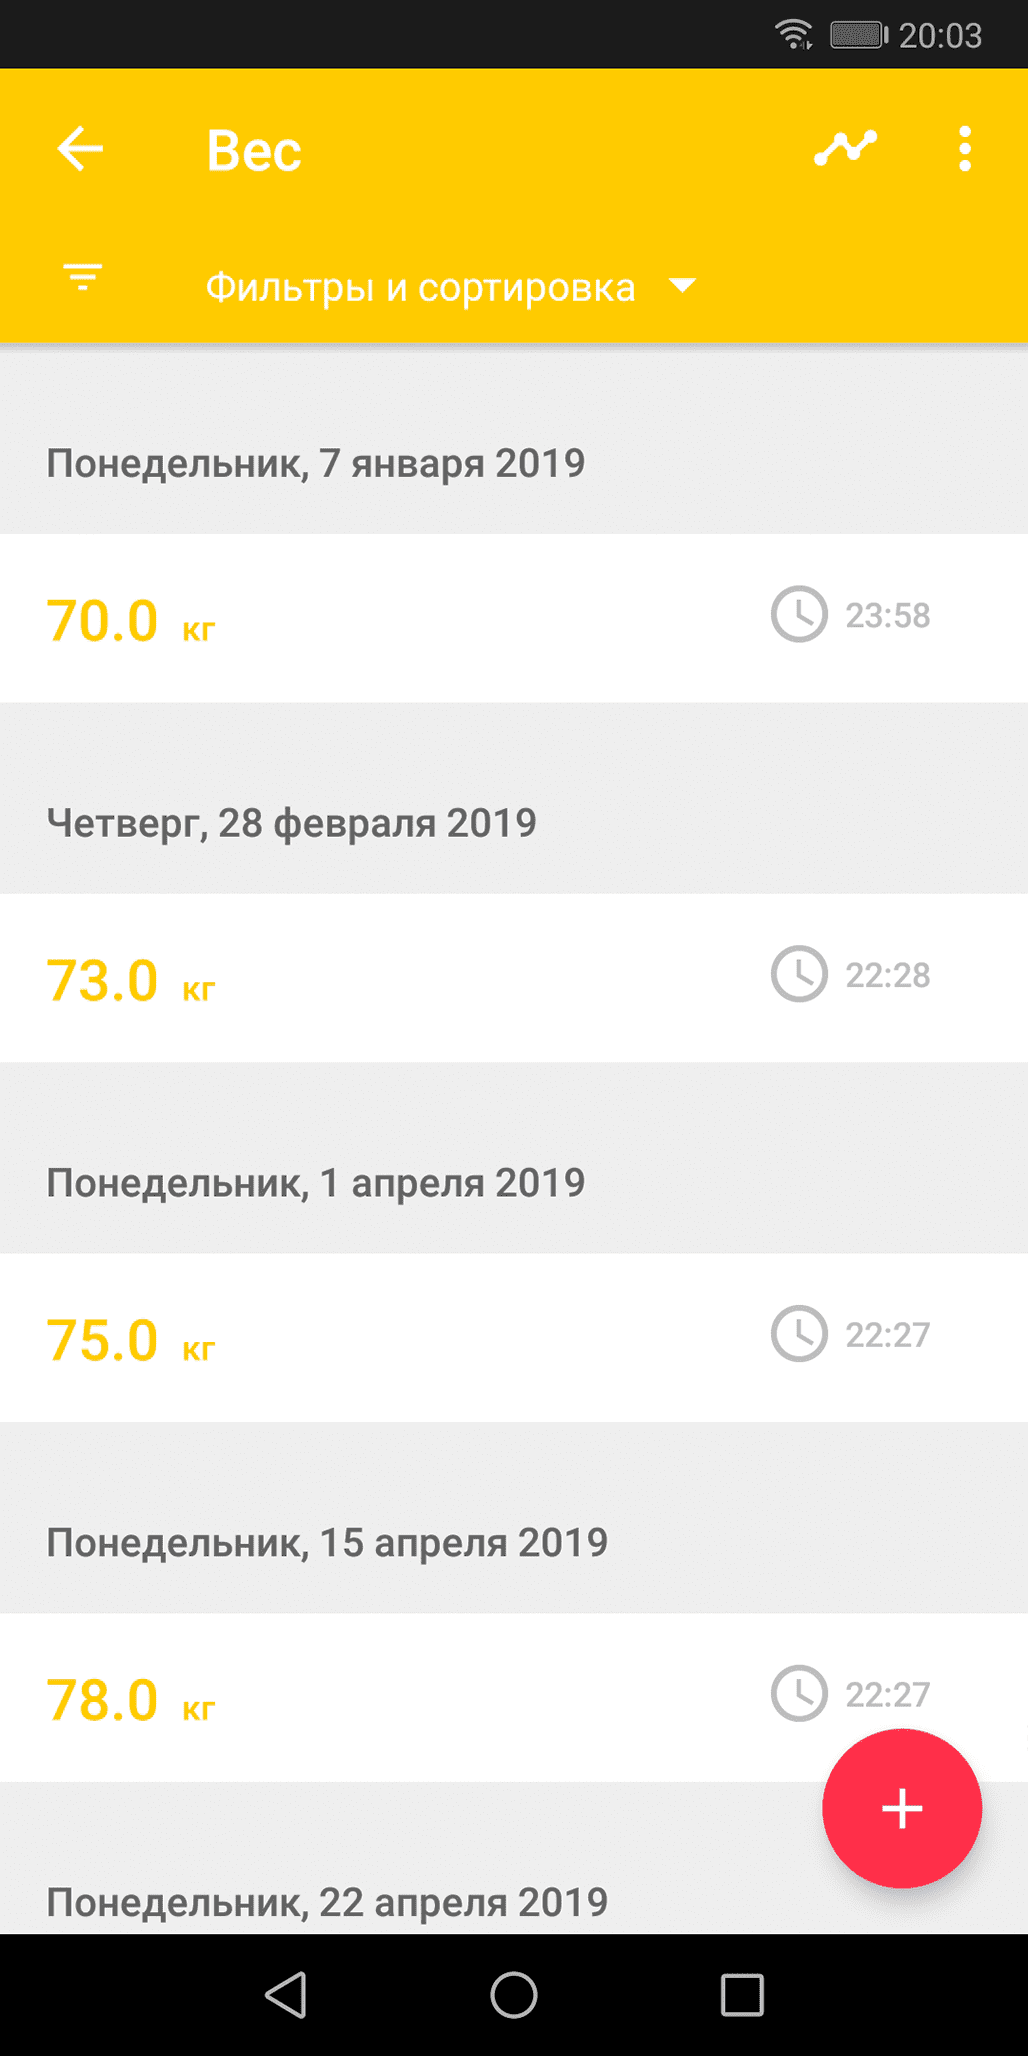 20:03
Вес
Фильтры и сортировка
Понедельник, 7 января 2019
70.0 кг 23:58
Четверг, 28 февраля 2019
73.0 кг 22:28
Понедельник, 1 апреля 2019
75.0 кг 22:27
Понедельник, 15 апреля 2019
78.0 кг 22:27
Понедельник, 22 апреля 2019